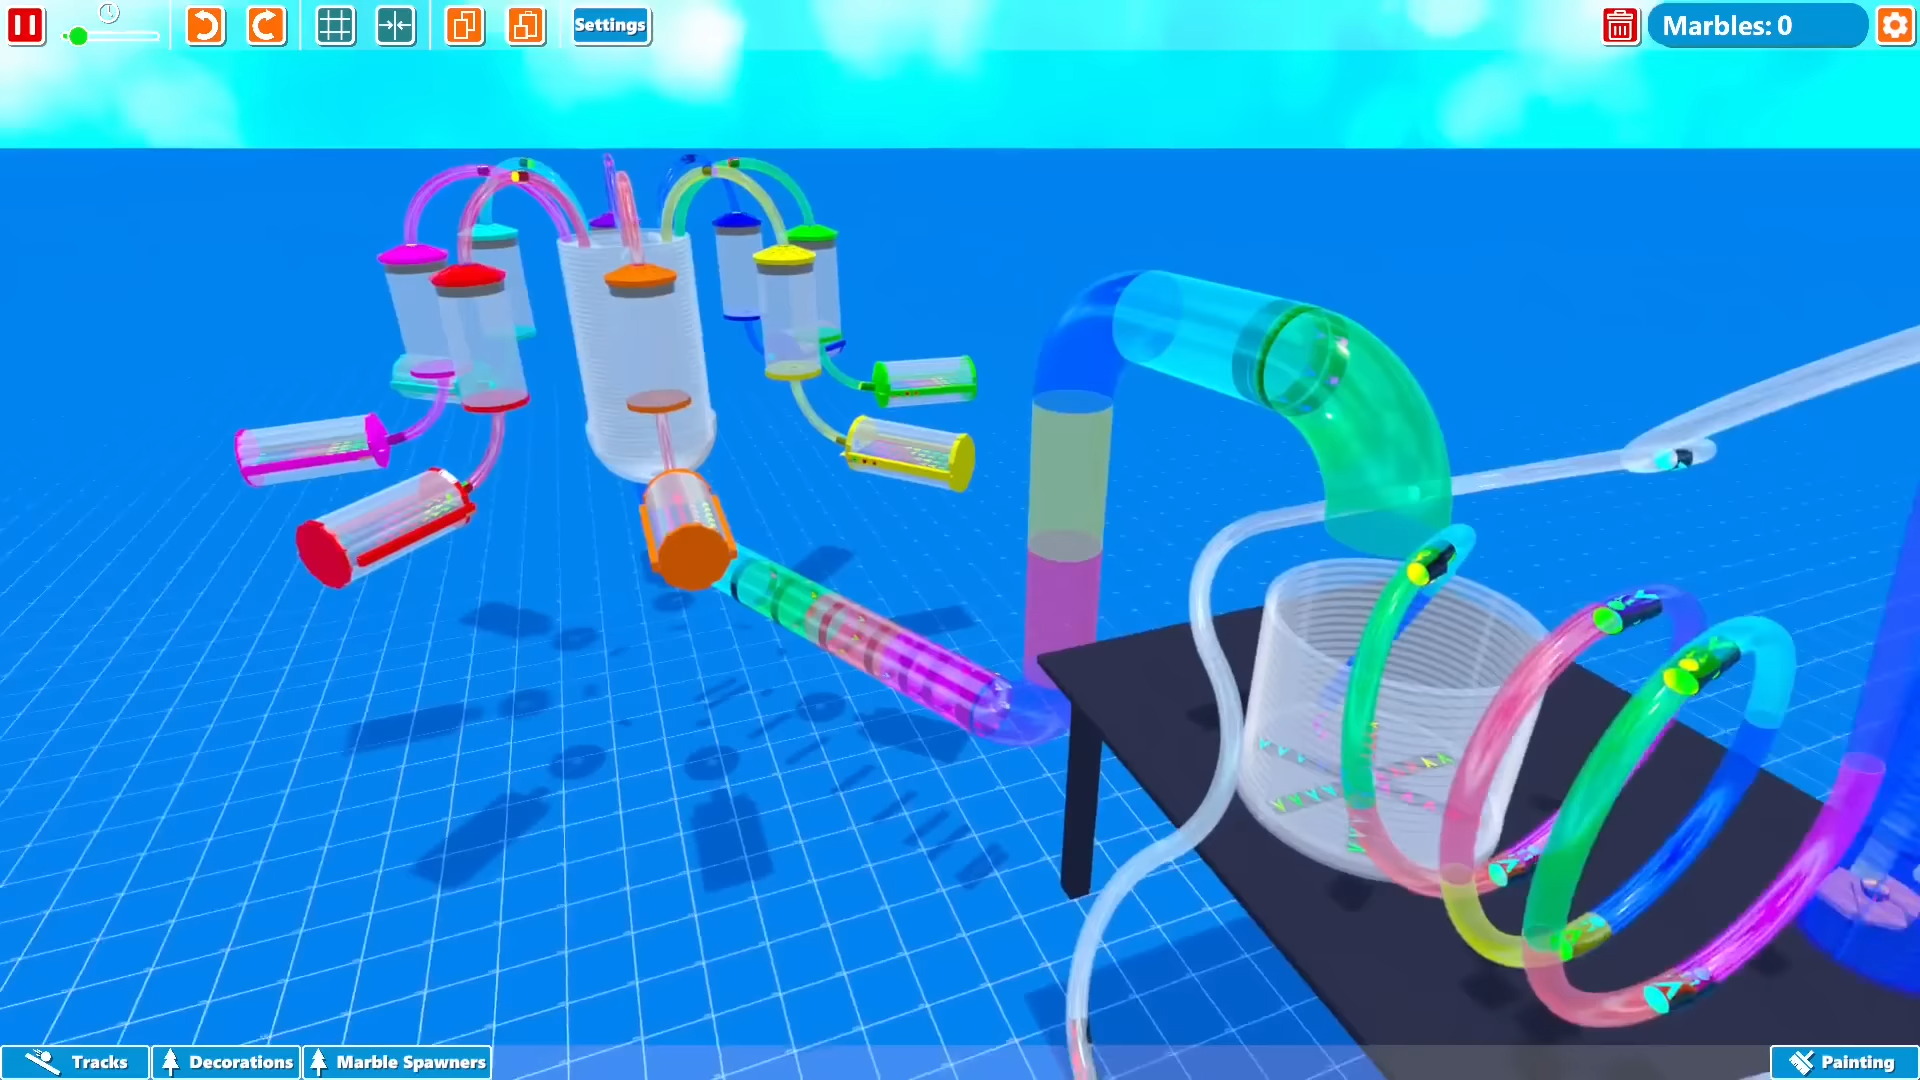 Settings
Marbles: 0
Tracks
Decorations
Marble Spawners
Painting